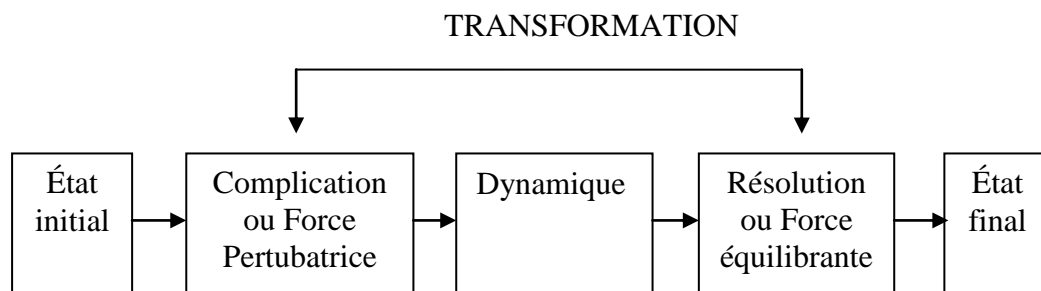 TRANSFORMATION
État
initial
Complication
ou Force
Pertubatrice
Dynamique
Résolution
ou Force
équilibrante
État
final